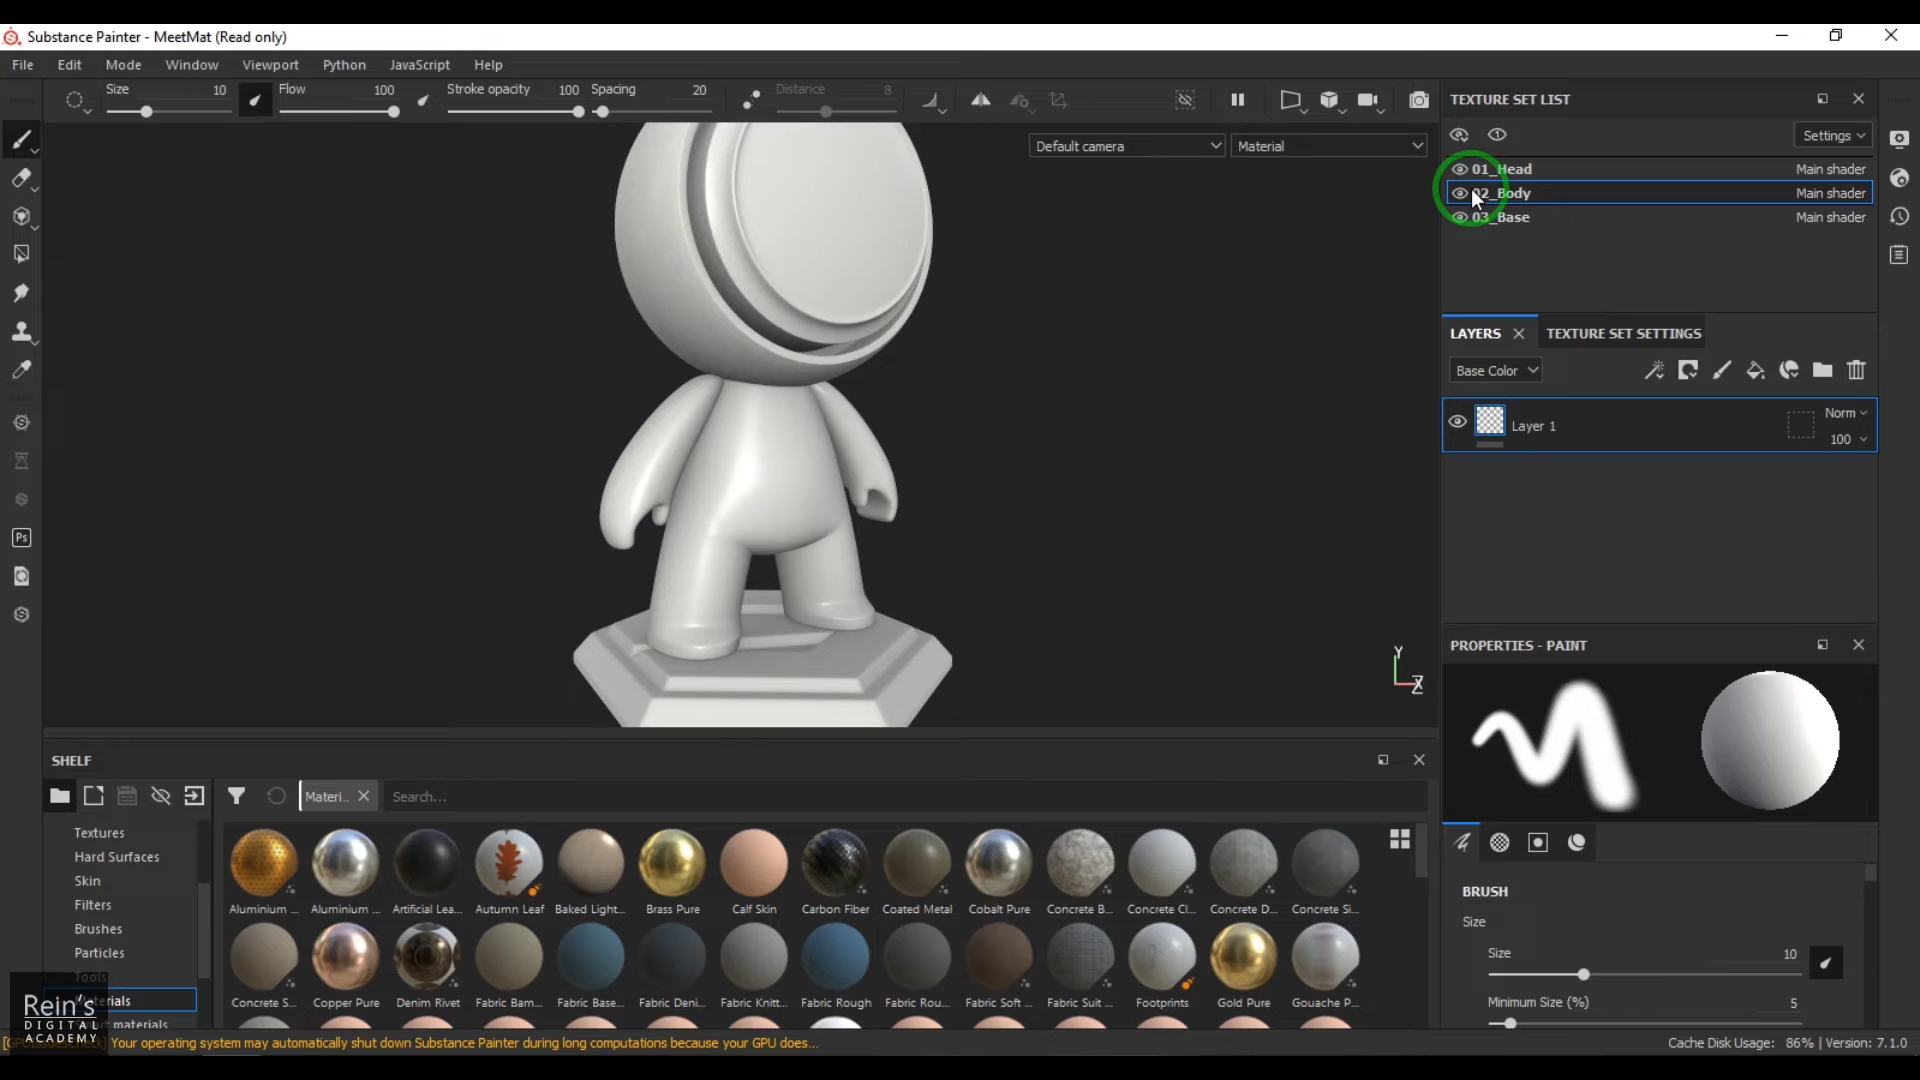 Substance Painter - MeetMat (Read only)
File Edit Mode Window Viewport Python JavaScript Help
Size 10 Flow 100 Stroke opacity 100 Spacing 20 Distance 8
Default camera Material
TEXTURE SET LIST
Settings
01_Head Main shader
02_Body Main shader
03_Base Main shader
LAYERS TEXTURE SET SETTINGS
Base Color
Layer 1 Norm 100
Y
Z
Ps
PROPERTIES - PAINT
BRUSH
Size
Size 10
Minimum Size (%) 5
SHELF
Materi.. Search...
Textures
Hard Surfaces
Skin
Filters
Brushes
Particles
Tools
Aluminium ... Aluminium ... Artificial Lea... Autumn Leaf Baked Light... Brass Pure Calf Skin Carbon Fiber Coated Metal Cobalt Pure Concrete B... Concrete Cl... Concrete D... Concrete Si...
Concrete S... Copper Pure Denim Rivet Fabric Bam... Fabric Base... Fabric Deni... Fabric Knitt... Fabric Rough Fabric Rou... Fabric Soft ... Fabric Suit ... Footprints Gold Pure Gouache P...
Rein's
DIGITAL
ACADEMY
Your operating system may automatically shut down Substance Painter during long computations because your GPU does...
Cache Disk Usage: 86% | Version: 7.1.0